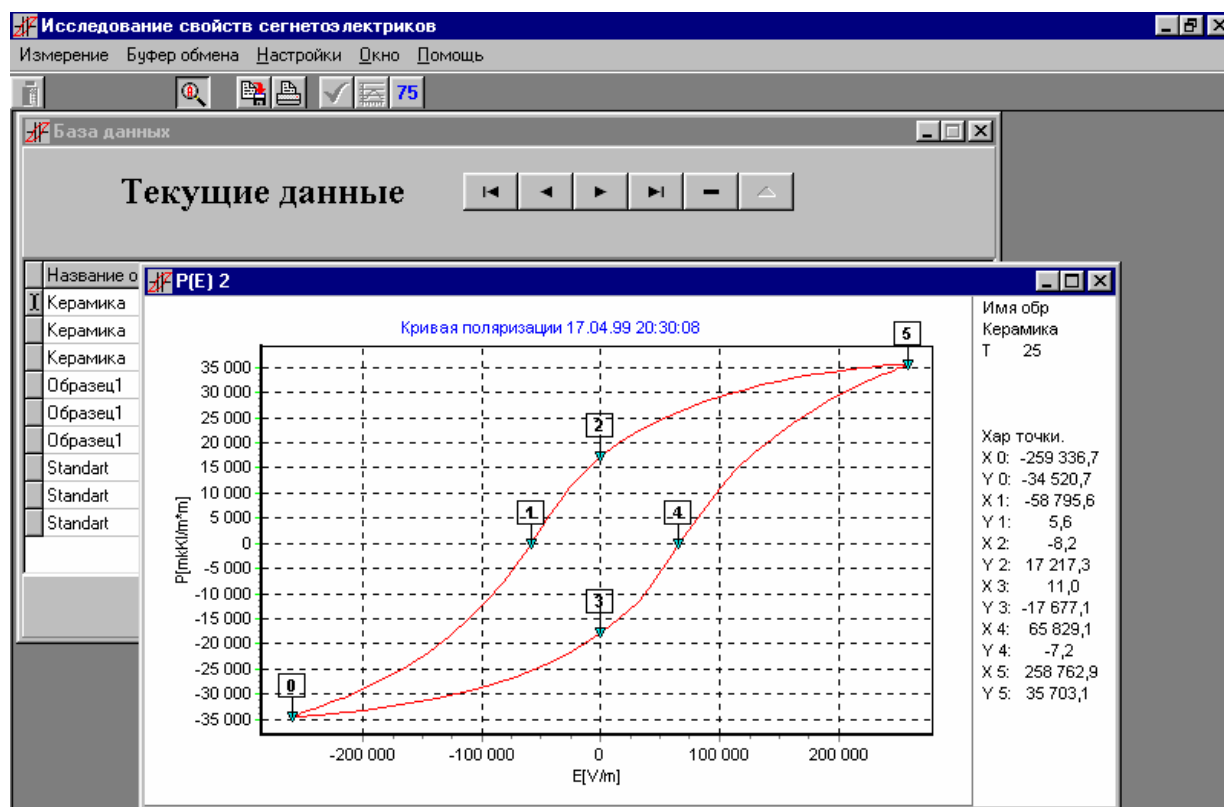 Исследование свойств сегнетоэлектриков
Измерение Буфер обмена Настройки Окно Помощь
75
База данных
Текущие данные
Название о
Керамика
Керамика
Керамика
Образец1
Образец1
Образец1
Standart
Standart
Standart
P(E) 2
Кривая поляризации 17.04.99 20:30:08
35 000
30 000
25 000
20 000
15 000
10 000
5 000
0
-5 000
-10 000
-15 000
-20 000
-25 000
-30 000
-35 000
P[mkKl/m*m]
0
1
2
3
4
5
-200 000 -100 000 0 100 000 200 000
E[V/m]
Имя обр
Керамика
T 25
Хар точки.
X 0: -259 336,7
Y 0: -34 520,7
X 1: -58 795,6
Y 1: 5,6
X 2: -8,2
Y 2: 17 217,3
X 3: 11,0
Y 3: -17 677,1
X 4: 65 829,1
Y 4: -7,2
X 5: 258 762,9
Y 5: 35 703,1